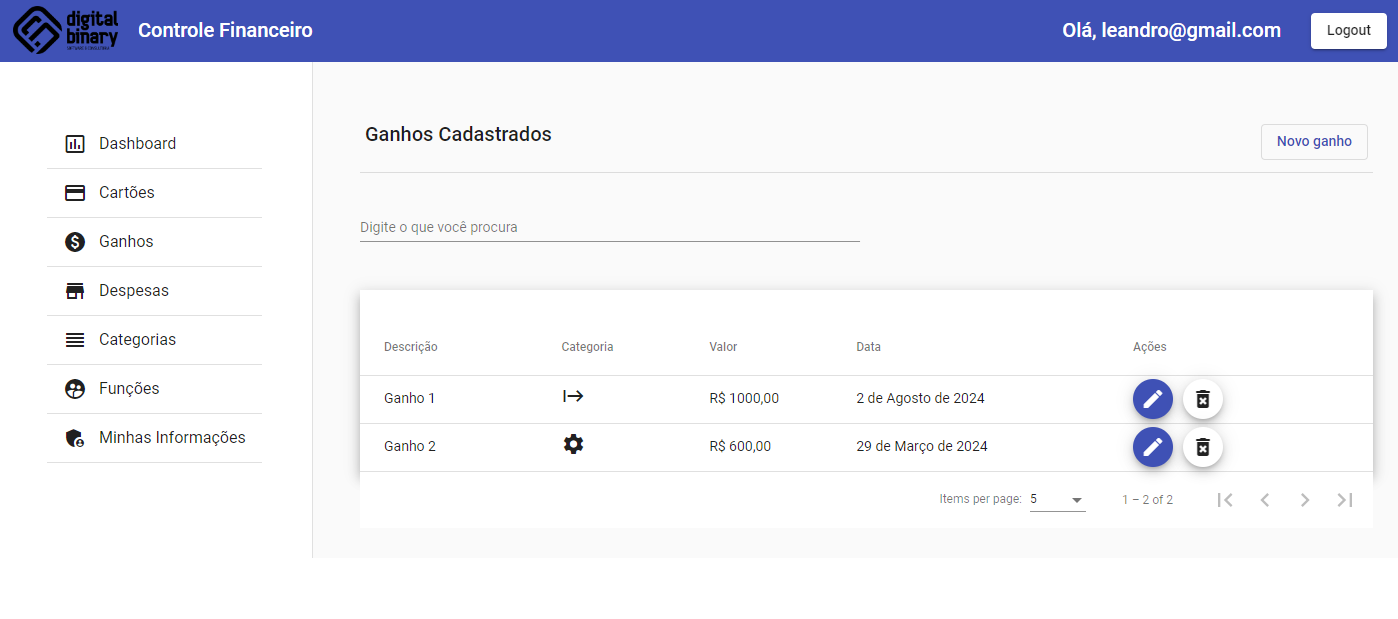 digital
binary
Controle Financeiro
Olá, leandro@gmail.com
Logout
Dashboard
Cartões
Ganhos
Despesas
Categorias
Funções
Minhas Informações
Ganhos Cadastrados
Novo ganho
Digite o que você procura
Descrição Categoria Valor Data Ações
Ganho 1 R$ 1000,00 2 de Agosto de 2024
Ganho 2 R$ 600,00 29 de Março de 2024
Items per page: 5 1 – 2 of 2